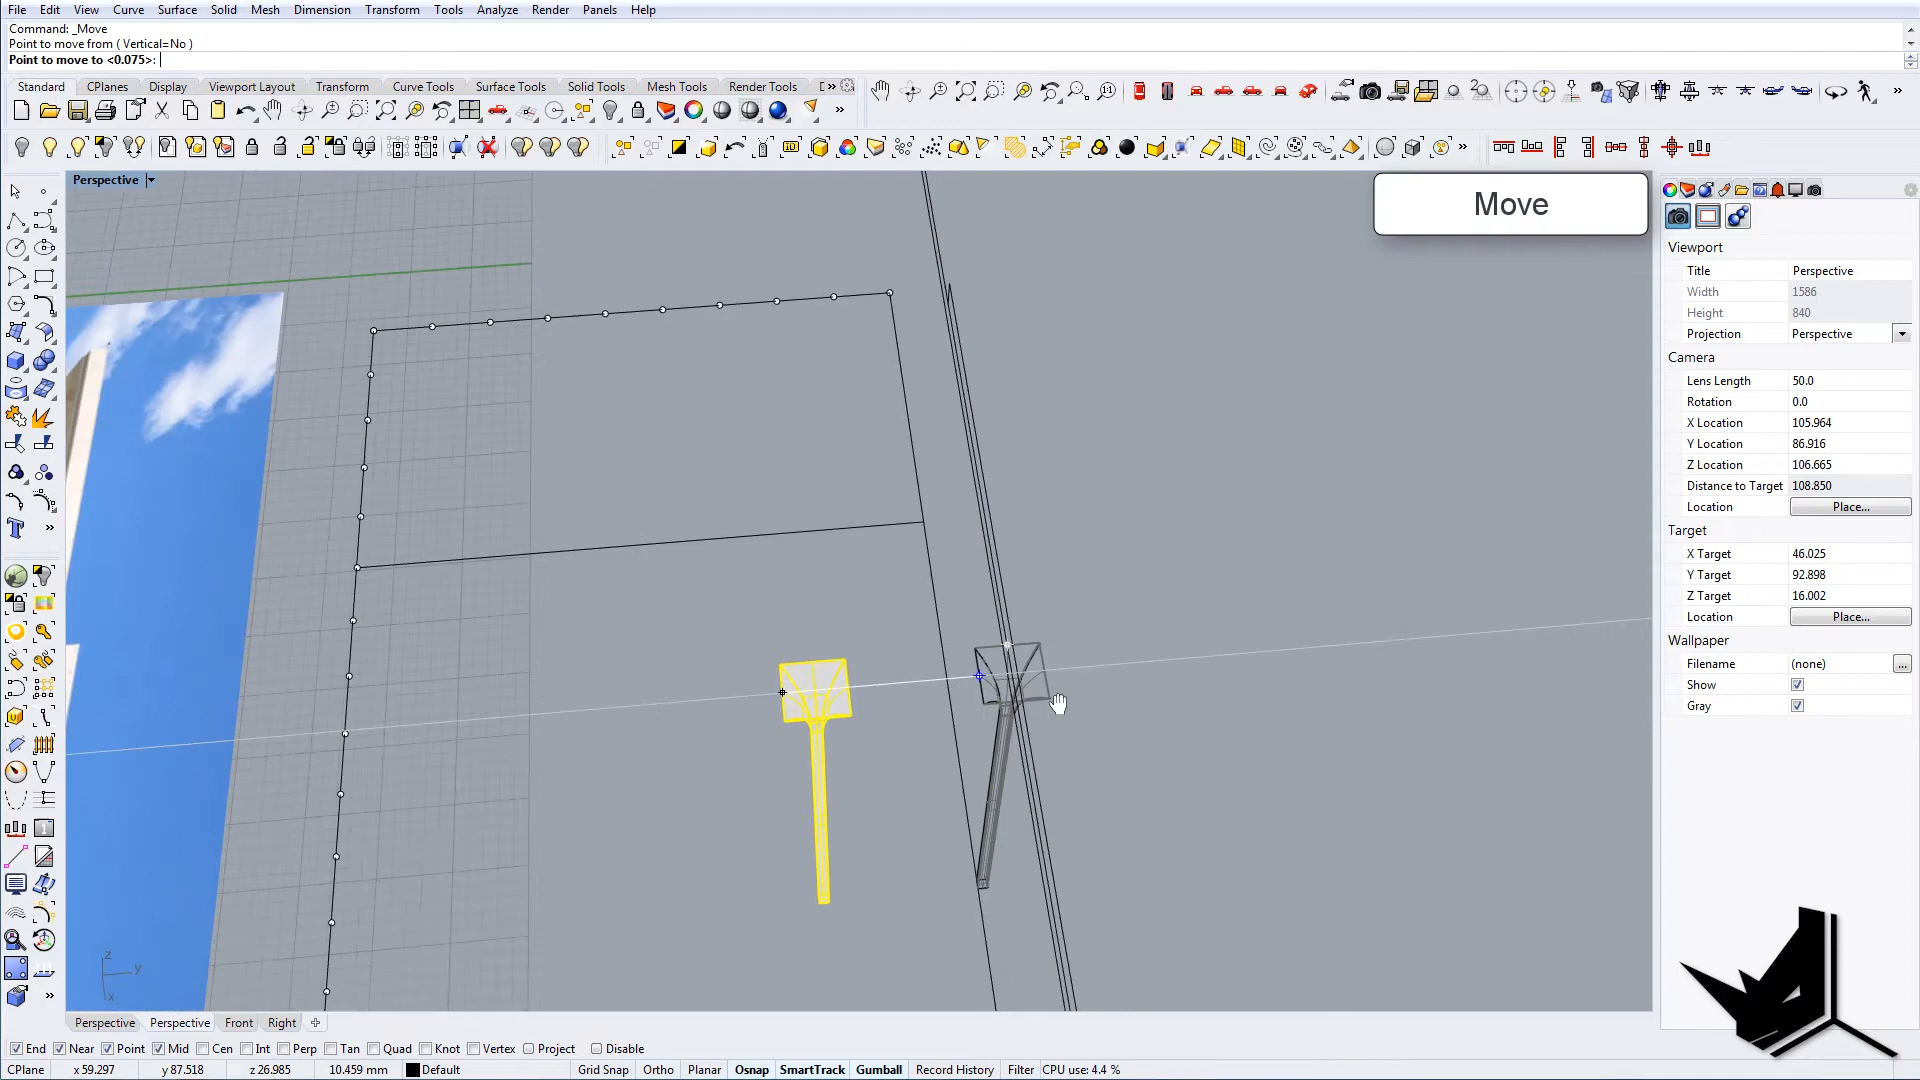 File Edit View Curve Surface Solid Mesh Dimension Transform Tools Analyze Render Panels Help
Command: _Move
Point to move from ( Vertical=No )
Point to move to <0.075>:
Standard CPlanes Display Viewport Layout Transform Curve Tools Surface Tools Solid Tools Mesh Tools Render Tools
Perspective
Move
Viewport
Title Perspective
Width 1586
Height 840
Projection Perspective
Camera
Lens Length 50.0
Rotation 0.0
X Location 105.964
Y Location 86.916
Z Location 106.665
Distance to Target 108.850
Location Place...
Target
X Target 46.025
Y Target 92.898
Z Target 16.002
Location Place...
Wallpaper
Filename (none) ...
Show
Gray
z
y
x
Perspective Perspective Front Right
End Near Point Mid Cen Int Perp Tan Quad Knot Vertex Project Disable
CPlane x 59.297 y 87.518 z 26.985 10.459 mm Default Grid Snap Ortho Planar Osnap SmartTrack Gumball Record History Filter CPU use: 4.4 %